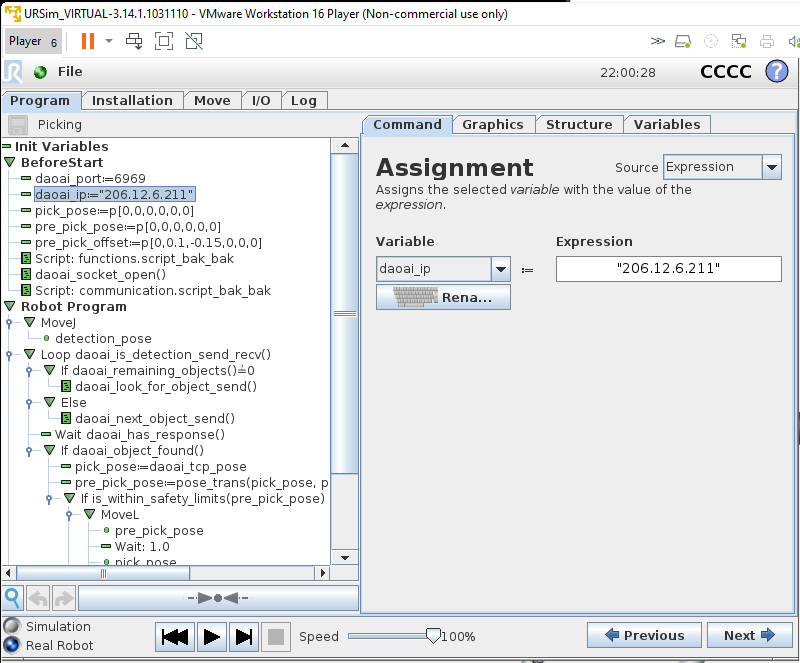 URSim_VIRTUAL-3.14.1.1031110 - VMware Workstation 16 Player (Non-commercial use only)
Player 6
File
22:00:28
CCCC
?
Program Installation Move I/O Log
Picking
Command Graphics Structure Variables
Init Variables
BeforeStart
daoai_port:=6969
daoai_ip:="206.12.6.211"
pick_pose:=p[0,0,0,0,0,0]
pre_pick_pose:=p[0,0,0,0,0,0]
pre_pick_offset:=p[0,0.1,-0.15,0,0,0]
Script: functions.script_bak_bak
daoai_socket_open()
Script: communication.script_bak_bak
Robot Program
MoveJ
detection_pose
Loop daoai_is_detection_send_recv()
If daoai_remaining_objects()≟0
daoai_look_for_object_send()
Else
daoai_next_object_send()
Wait daoai_has_response()
If daoai_object_found()
pick_pose:=daoai_tcp_pose
pre_pick_pose:=pose_trans(pick_pose, p
If is_within_safety_limits(pre_pick_pose)
MoveL
pre_pick_pose
Wait: 1.0
pick_pose
Assignment
Source Expression
Assigns the selected variable with the value of the
expression.
Variable Expression
daoai_ip := "206.12.6.211"
Rena...
Simulation
Real Robot
Speed 100%
Previous Next